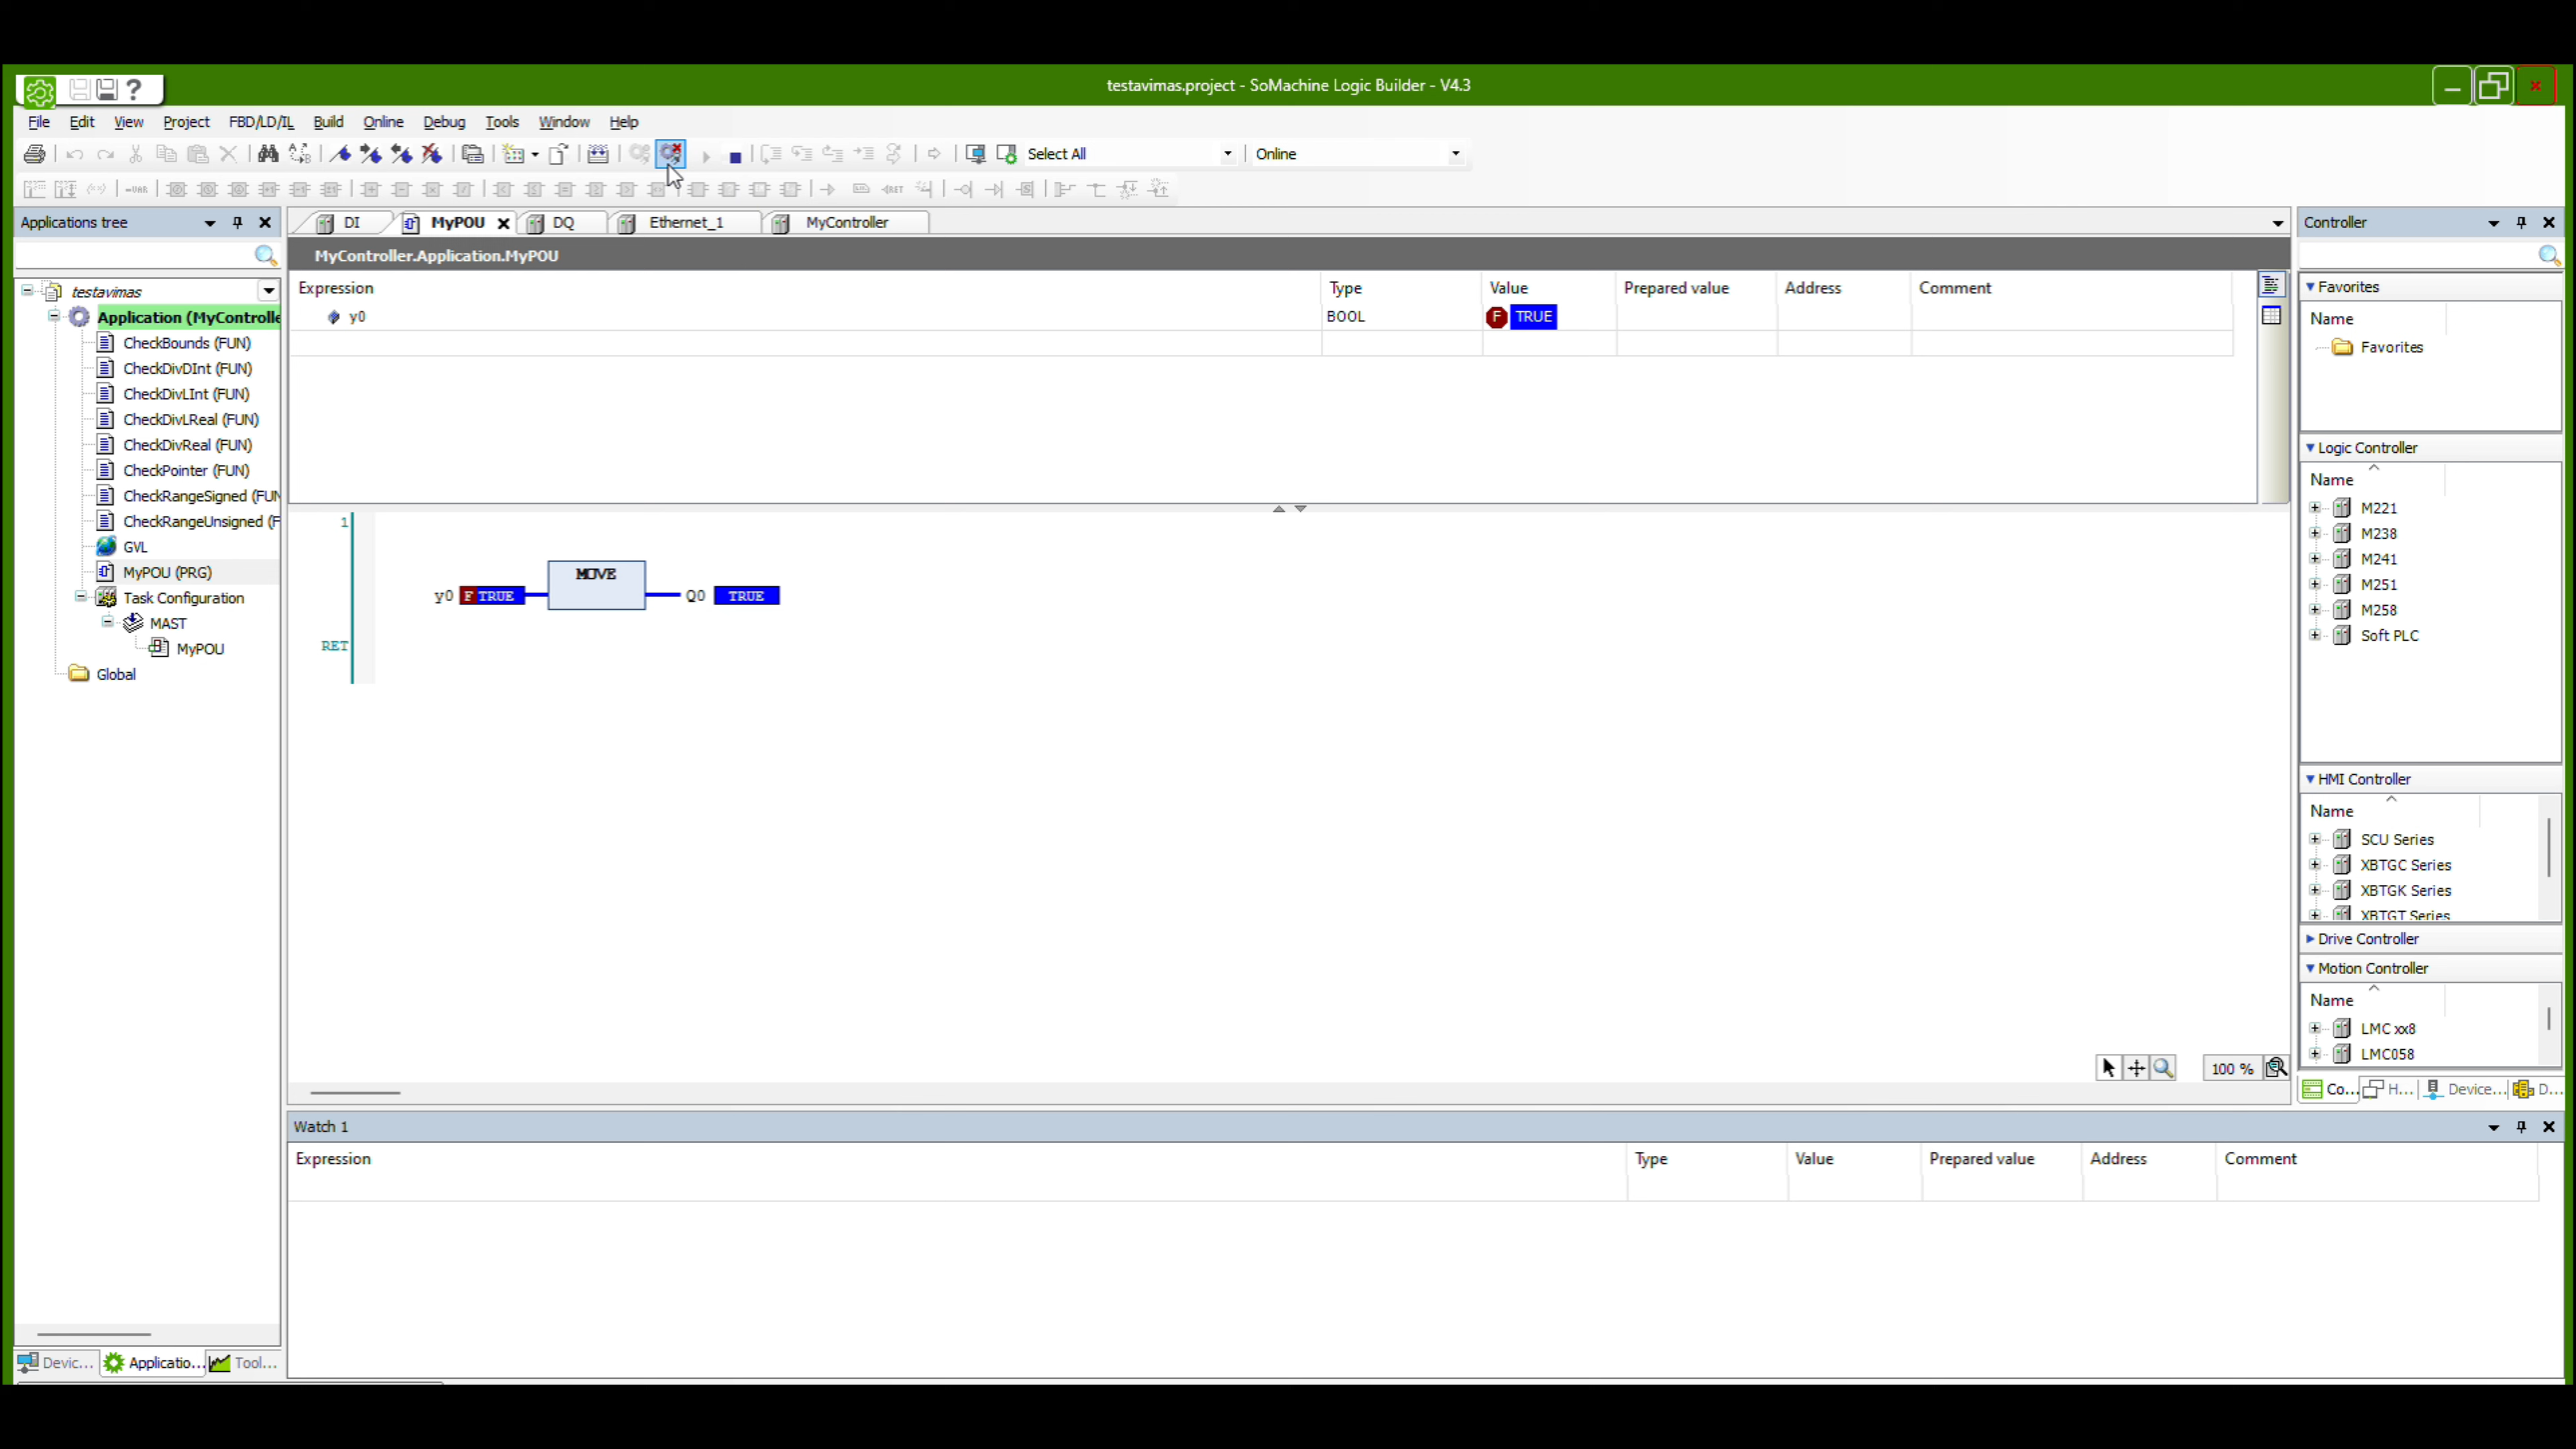 testavimas.project - SoMachine Logic Builder - V4.3
File Edit View Project FBD/LD/IL Build Online Debug Tools Window Help
Select All Online
Applications tree
DI MyPOU DQ Ethernet_1 MyController
Controller
MyController.Application.MyPOU
Expression Type Value Prepared value Address Comment
y0 BOOL F TRUE
testavimas
Application (MyControlle
CheckBounds (FUN)
CheckDivDInt (FUN)
CheckDivLInt (FUN)
CheckDivLReal (FUN)
CheckDivReal (FUN)
CheckPointer (FUN)
CheckRangeSigned (FUN
CheckRangeUnsigned (F
GVL
MyPOU (PRG)
Task Configuration
MAST
MyPOU
Global
1
MOVE
y0 F TRUE Q0 TRUE
RET
Favorites
Name
Favorites
Logic Controller
Name
M221
M238
M241
M251
M258
Soft PLC
HMI Controller
Name
SCU Series
XBTGC Series
XBTGK Series
XBTGT Series
Drive Controller
Motion Controller
Name
LMC xx8
LMC058
100 %
Co... H... Device... D...
Watch 1
Expression Type Value Prepared value Address Comment
Devic... Applicatio... Tool...